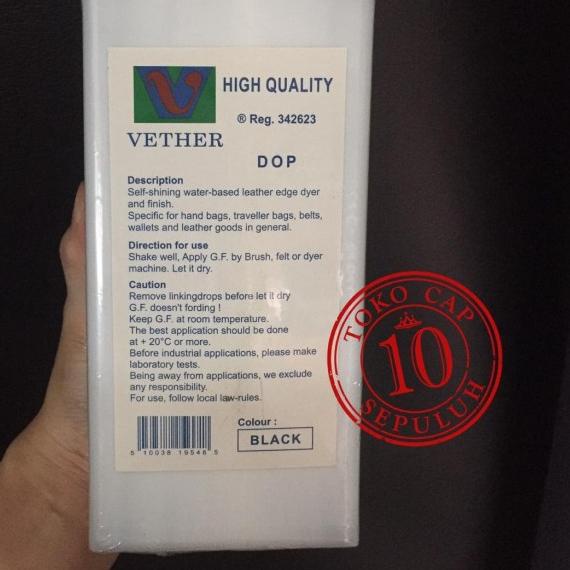 HIGH QUALITY
® Reg. 342623
VETHER
DOP
Description
Self-shining water-based leather edge dyer
and finish.
Specific for hand bags, traveller bags, belts,
wallets and leather goods in general.
Direction for use
Shake well, Apply G.F. by Brush, felt or dyer
machine. Let it dry.
Caution
Remove linkingdrops before let it dry
G.F. doesn't fording !
Keep G.F. at room temperature.
The best application should be done
at + 20°C or more.
Before industrial applications, please make
laboratory tests.
Being away from applications, we exclude
any responsibility.
For use, follow local law-rules.
Colour :
BLACK
5 10038 19546 5
TOKO CAP
10
SEPULUH